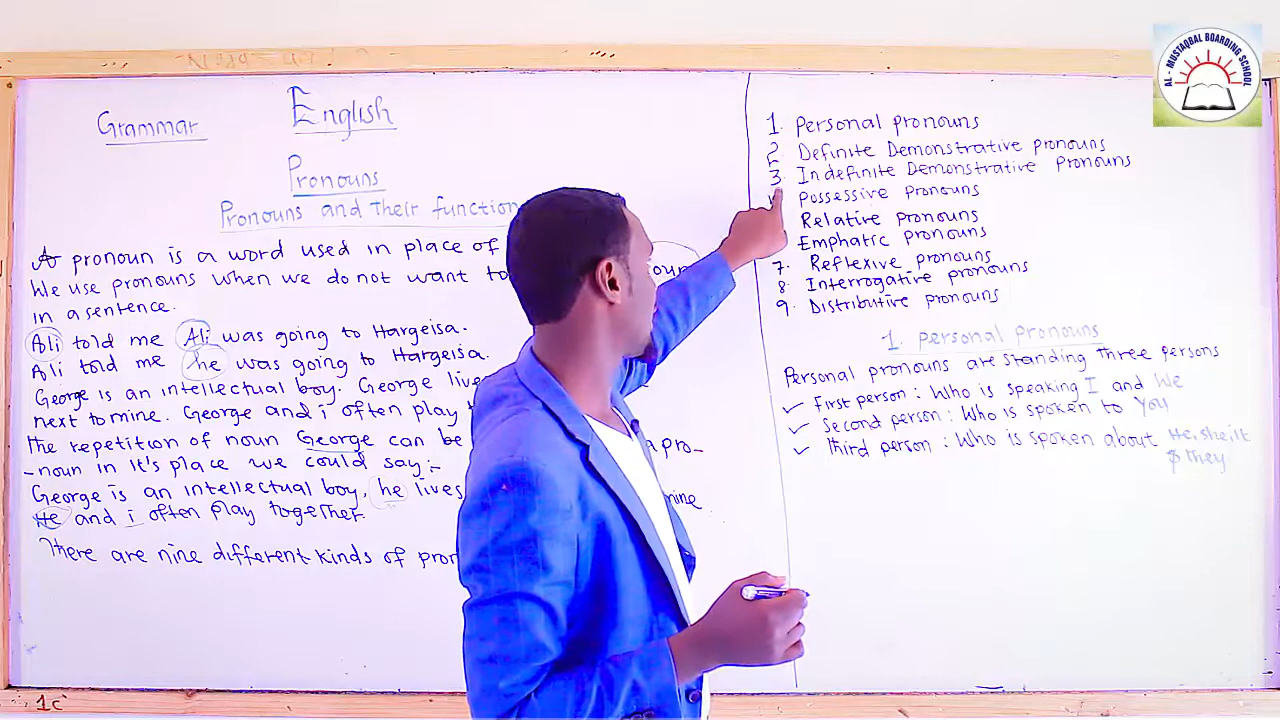 Grammar
English
Pronouns
Pronouns and Their function
A pronoun is a word used in place of
We use pronouns when we do not want to
in a sentence.
Ali told me Ali was going to Hargeisa.
Ali told me he was going to Hargeisa.
George is an intellectual boy. George lives
next to mine. George and i often play
the repetition of noun George can be a pro-
-noun in it's place we could say:-
George is an intellectual boy, he lives mine.
He and i often play together.
There are nine different kinds of pron
1. Personal pronouns
2. Definite Demonstrative pronouns
3. Indefinite Demonstrative pronouns
Possessive pronouns
Relative pronouns
Emphatic pronouns
7. Reflexive pronouns
8. Interrogative pronouns
9. Distributive pronouns
1. Personal pronouns
Personal pronouns are standing three persons
✓ First person : Who is speaking I and We
✓ Second person : Who is spoken to You
✓ Third person : Who is spoken about He, she, it
$ they
AL-MUSTAQBAL BOARDING SCHOOL
1c